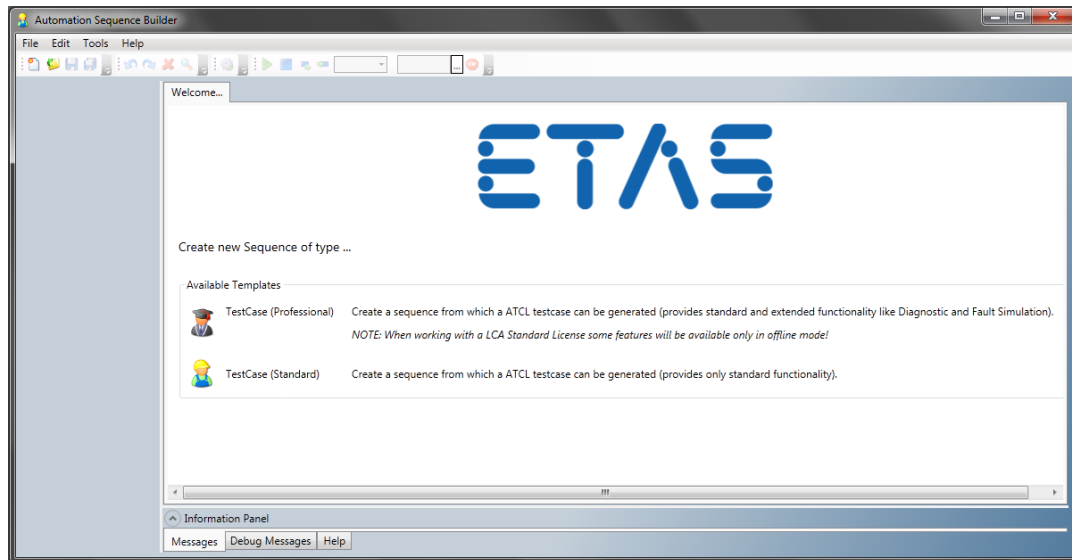 Automation Sequence Builder
File Edit Tools Help
...
Welcome...
ETAS
Create new Sequence of type ...
Available Templates
TestCase (Professional) Create a sequence from which a ATCL testcase can be generated (provides standard and extended functionality like Diagnostic and Fault Simulation).
NOTE: When working with a LCA Standard License some features will be available only in offline mode!
TestCase (Standard) Create a sequence from which a ATCL testcase can be generated (provides only standard functionality).
Information Panel
Messages Debug Messages Help